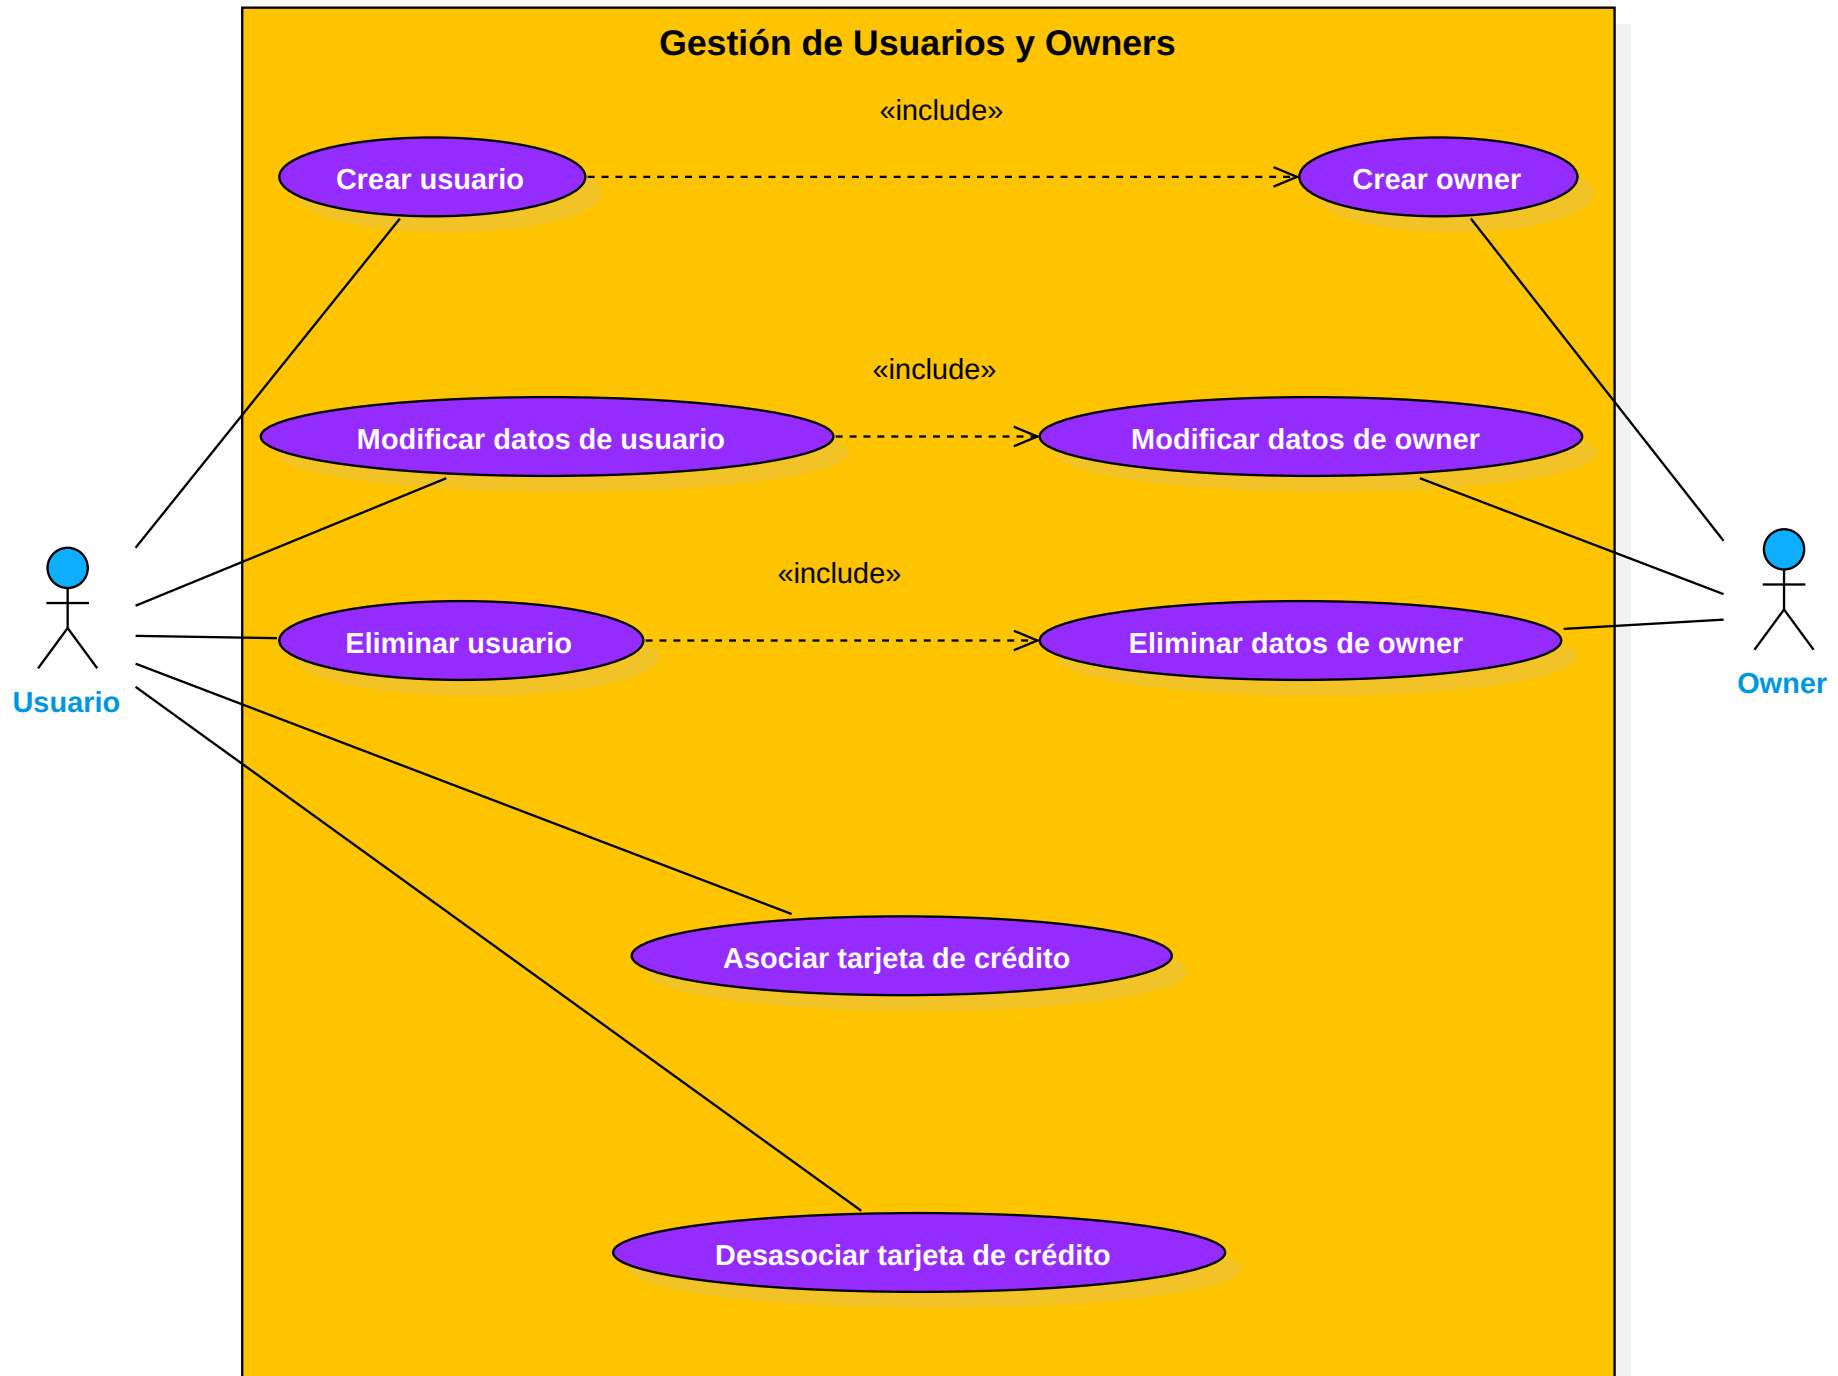 Gestión de Usuarios y Owners
«include»
Crear usuario
Crear owner
«include»
Modificar datos de usuario
Modificar datos de owner
«include»
Eliminar usuario
Eliminar datos de owner
Usuario
Owner
Asociar tarjeta de crédito
Desasociar tarjeta de crédito